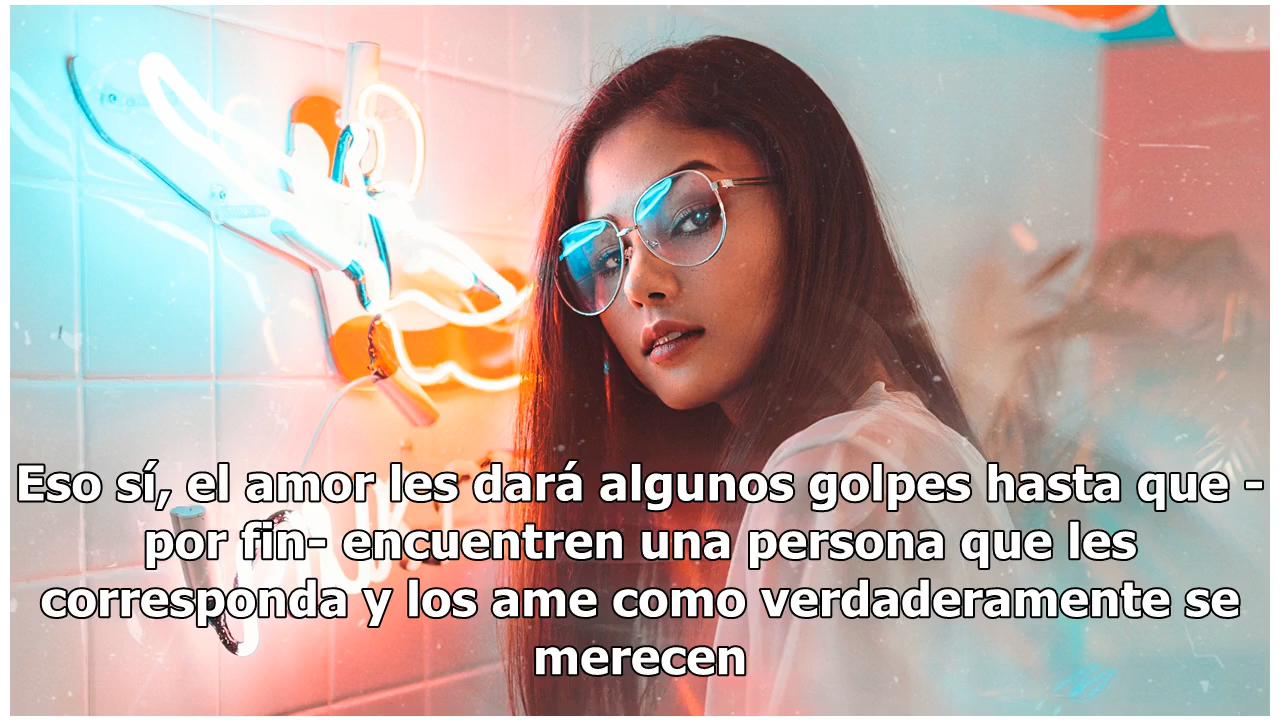 Eso sí, el amor les dará algunos golpes hasta que -
por fin- encuentren una persona que les
corresponda y los ame como verdaderamente se
merecen